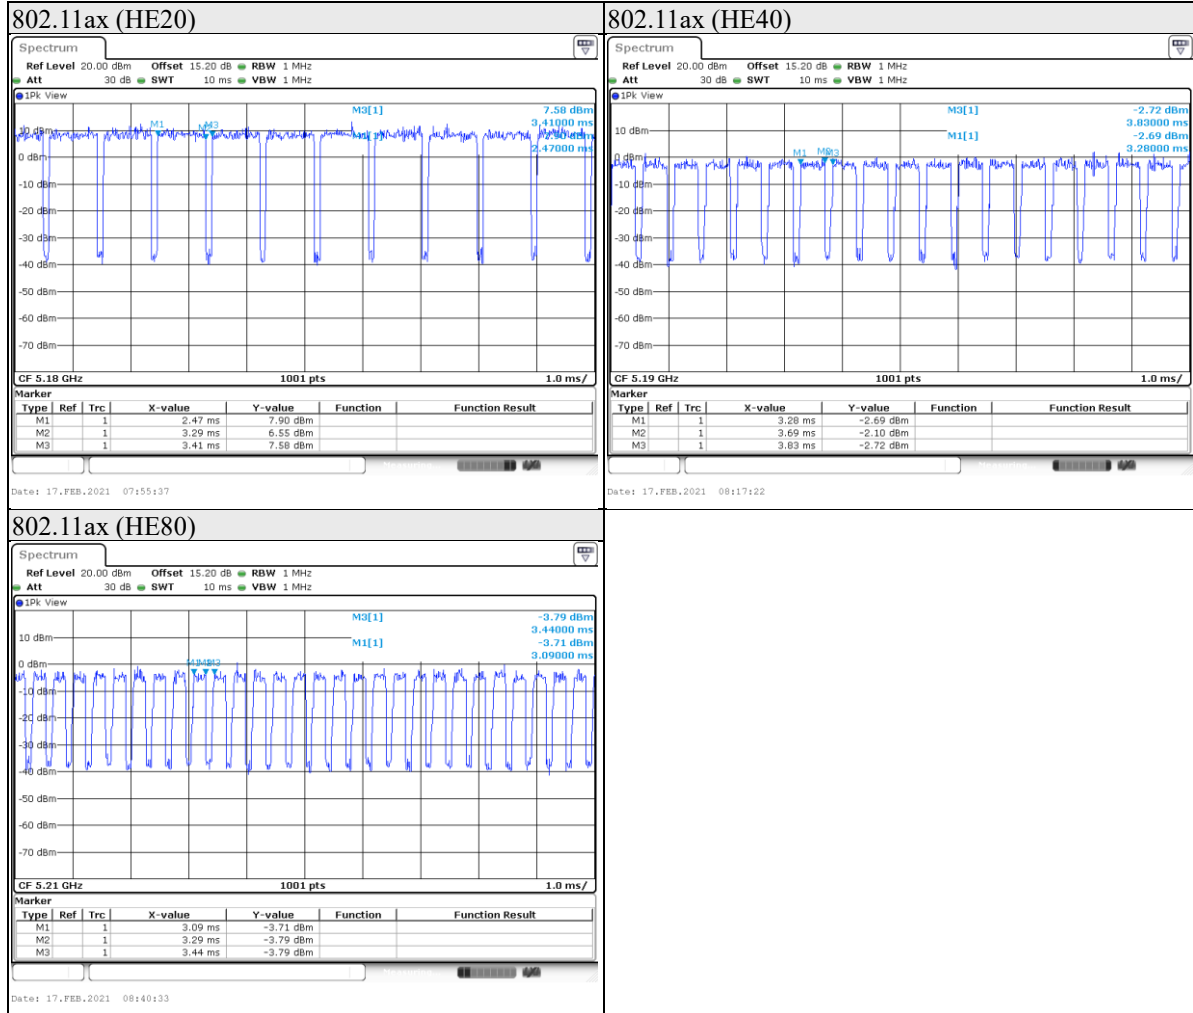 802.11ax (HE20)
Spectrum
Ref Level 20.00 dBm Offset 15.20 dB RBW 1 MHz
Att 30 dB SWT 10 ms VBW 1 MHz
1Pk View
M3[1] 7.58 dBm
3.41000 ms
2.47000 ms
M1 M3
10 dBm
0 dBm
-10 dBm
-20 dBm
-30 dBm
-40 dBm
-50 dBm
-60 dBm
-70 dBm
CF 5.18 GHz 1001 pts 1.0 ms/
Marker
Type Ref Trc X-value Y-value Function Function Result
M1 1 2.47 ms 7.90 dBm
M2 1 3.29 ms 6.55 dBm
M3 1 3.41 ms 7.58 dBm
Date: 17.FEB.2021 07:55:37
802.11ax (HE40)
Spectrum
Ref Level 20.00 dBm Offset 15.20 dB RBW 1 MHz
Att 30 dB SWT 10 ms VBW 1 MHz
1Pk View
M3[1] -2.72 dBm
3.83000 ms
M1[1] -2.69 dBm
3.28000 ms
10 dBm
M1 M2 M3
0 dBm
-10 dBm
-20 dBm
-30 dBm
-40 dBm
-50 dBm
-60 dBm
-70 dBm
CF 5.19 GHz 1001 pts 1.0 ms/
Marker
Type Ref Trc X-value Y-value Function Function Result
M1 1 3.28 ms -2.69 dBm
M2 1 3.69 ms -2.10 dBm
M3 1 3.83 ms -2.72 dBm
Date: 17.FEB.2021 08:17:22
802.11ax (HE80)
Spectrum
Ref Level 20.00 dBm Offset 15.20 dB RBW 1 MHz
Att 30 dB SWT 10 ms VBW 1 MHz
1Pk View
M3[1] -3.79 dBm
3.44000 ms
M1[1] -3.71 dBm
3.09000 ms
10 dBm
0 dBm
M1 M2 M3
-10 dBm
-20 dBm
-30 dBm
-40 dBm
-50 dBm
-60 dBm
-70 dBm
CF 5.21 GHz 1001 pts 1.0 ms/
Marker
Type Ref Trc X-value Y-value Function Function Result
M1 1 3.09 ms -3.71 dBm
M2 1 3.29 ms -3.79 dBm
M3 1 3.44 ms -3.79 dBm
Date: 17.FEB.2021 08:40:33